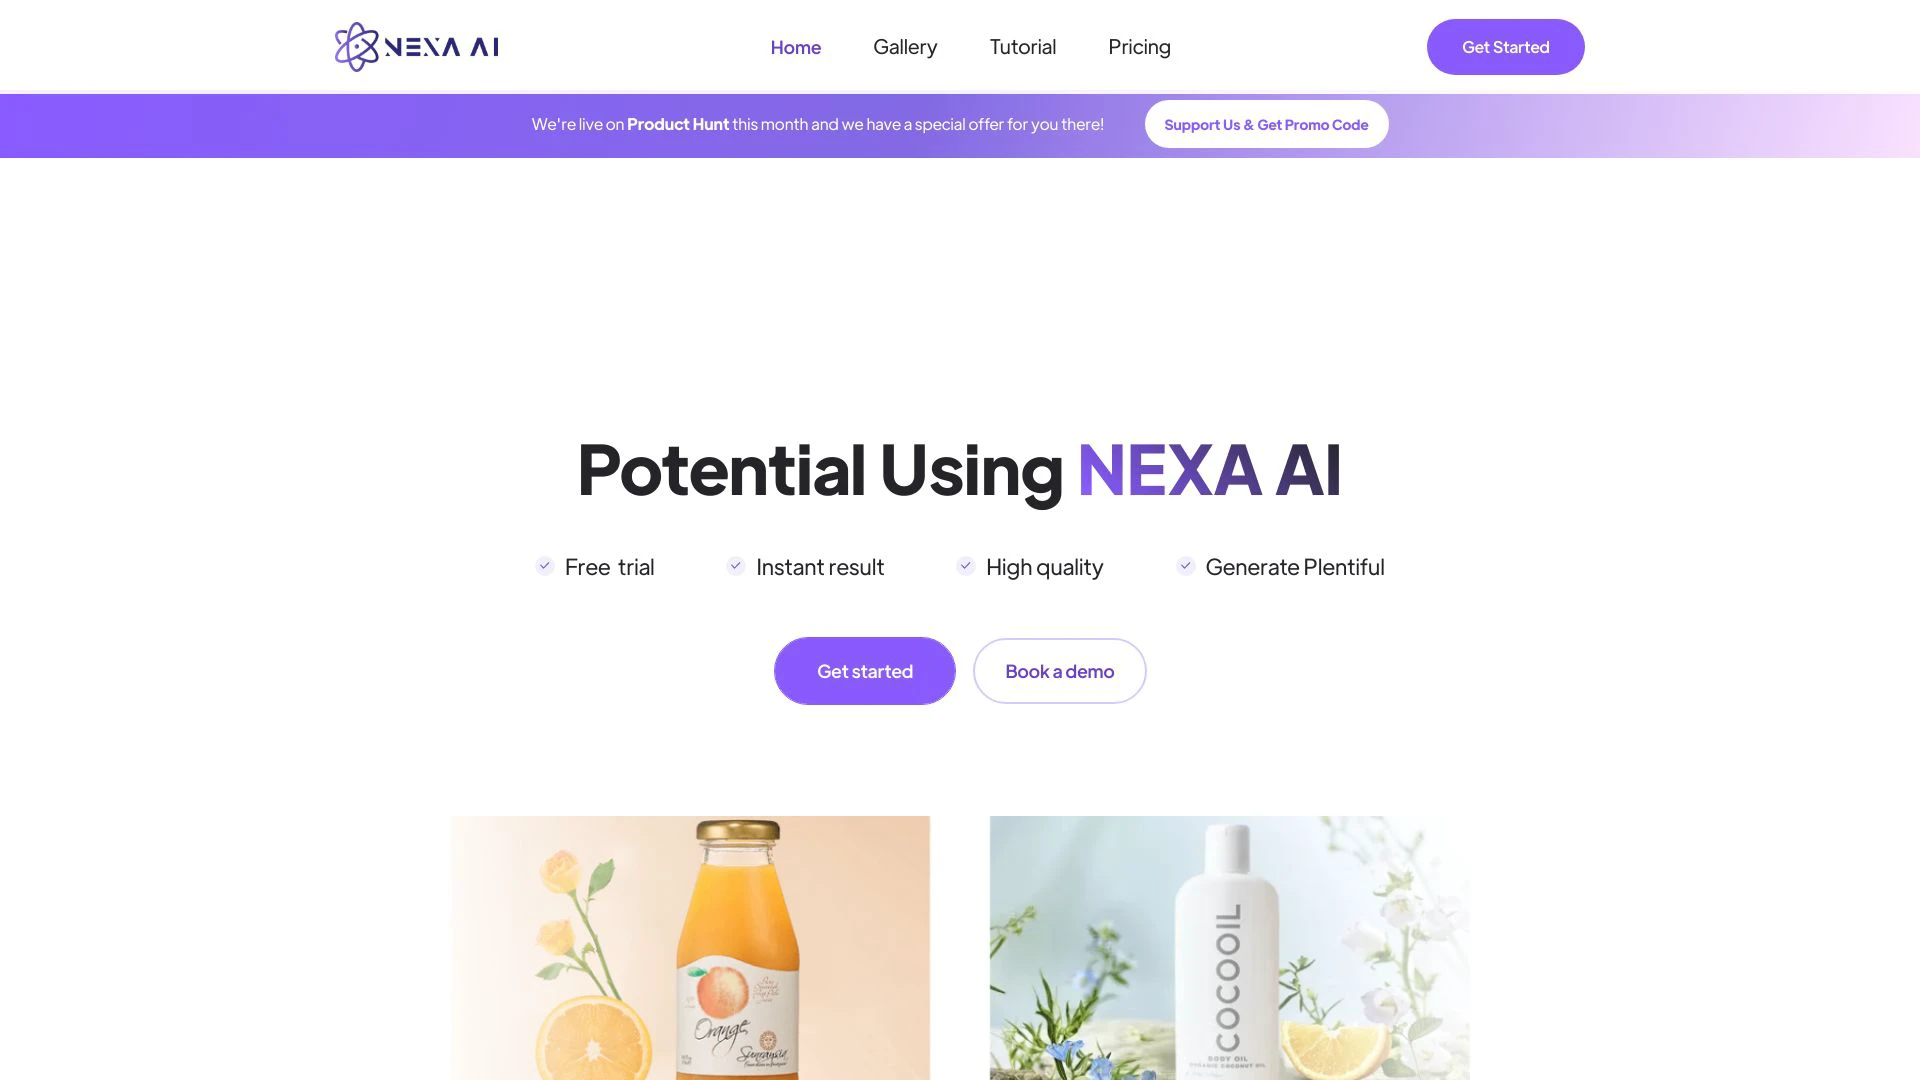 NEXA AI
Home
Gallery
Tutorial
Pricing
Get Started
We're live on Product Hunt this month and we have a special offer for you there!
Support Us & Get Promo Code
Potential Using NEXA AI
Free trial
Instant result
High quality
Generate Plentiful
Get started
Book a demo
Orange
Sunraysia
COCOOIL
BODY OIL
ORGANIC COCONUT OIL